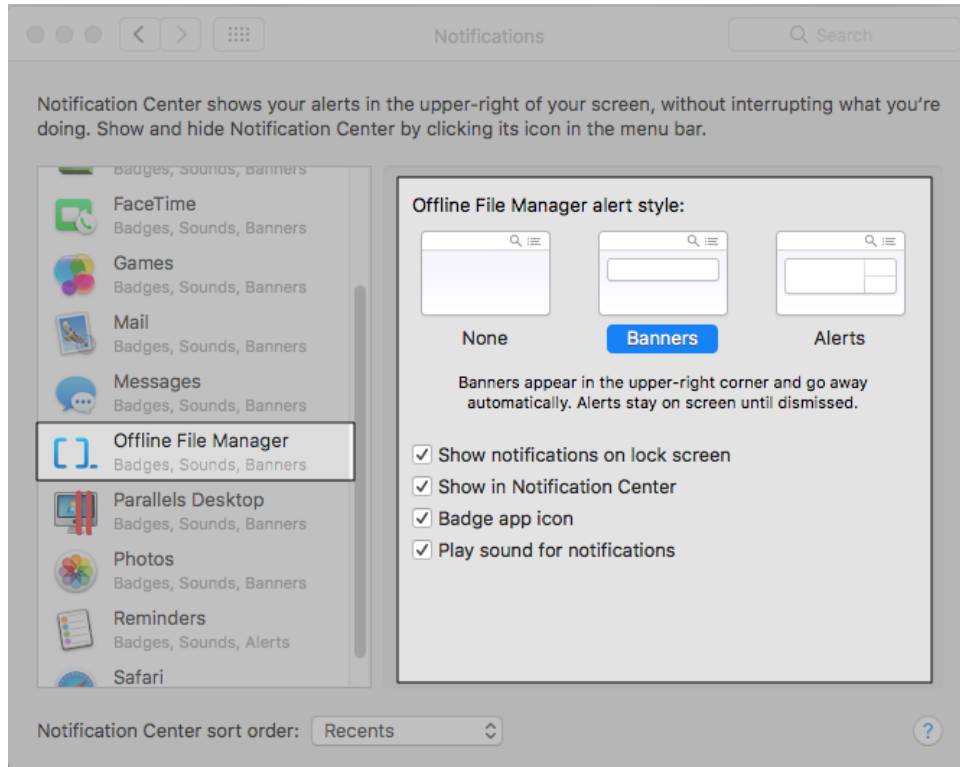 Notifications
Search
Notification Center shows your alerts in the upper-right of your screen, without interrupting what you’re
doing. Show and hide Notification Center by clicking its icon in the menu bar.
Badges, Sounds, Banners
FaceTime
Badges, Sounds, Banners
Games
Badges, Sounds, Banners
Mail
Badges, Sounds, Banners
Messages
Badges, Sounds, Banners
Offline File Manager
Badges, Sounds, Banners
Parallels Desktop
Badges, Sounds, Banners
Photos
Badges, Sounds, Banners
Reminders
Badges, Sounds, Alerts
Safari
Offline File Manager alert style:
None
Banners
Alerts
Banners appear in the upper-right corner and go away
automatically. Alerts stay on screen until dismissed.
Show notifications on lock screen
Show in Notification Center
Badge app icon
Play sound for notifications
Notification Center sort order: Recents
?